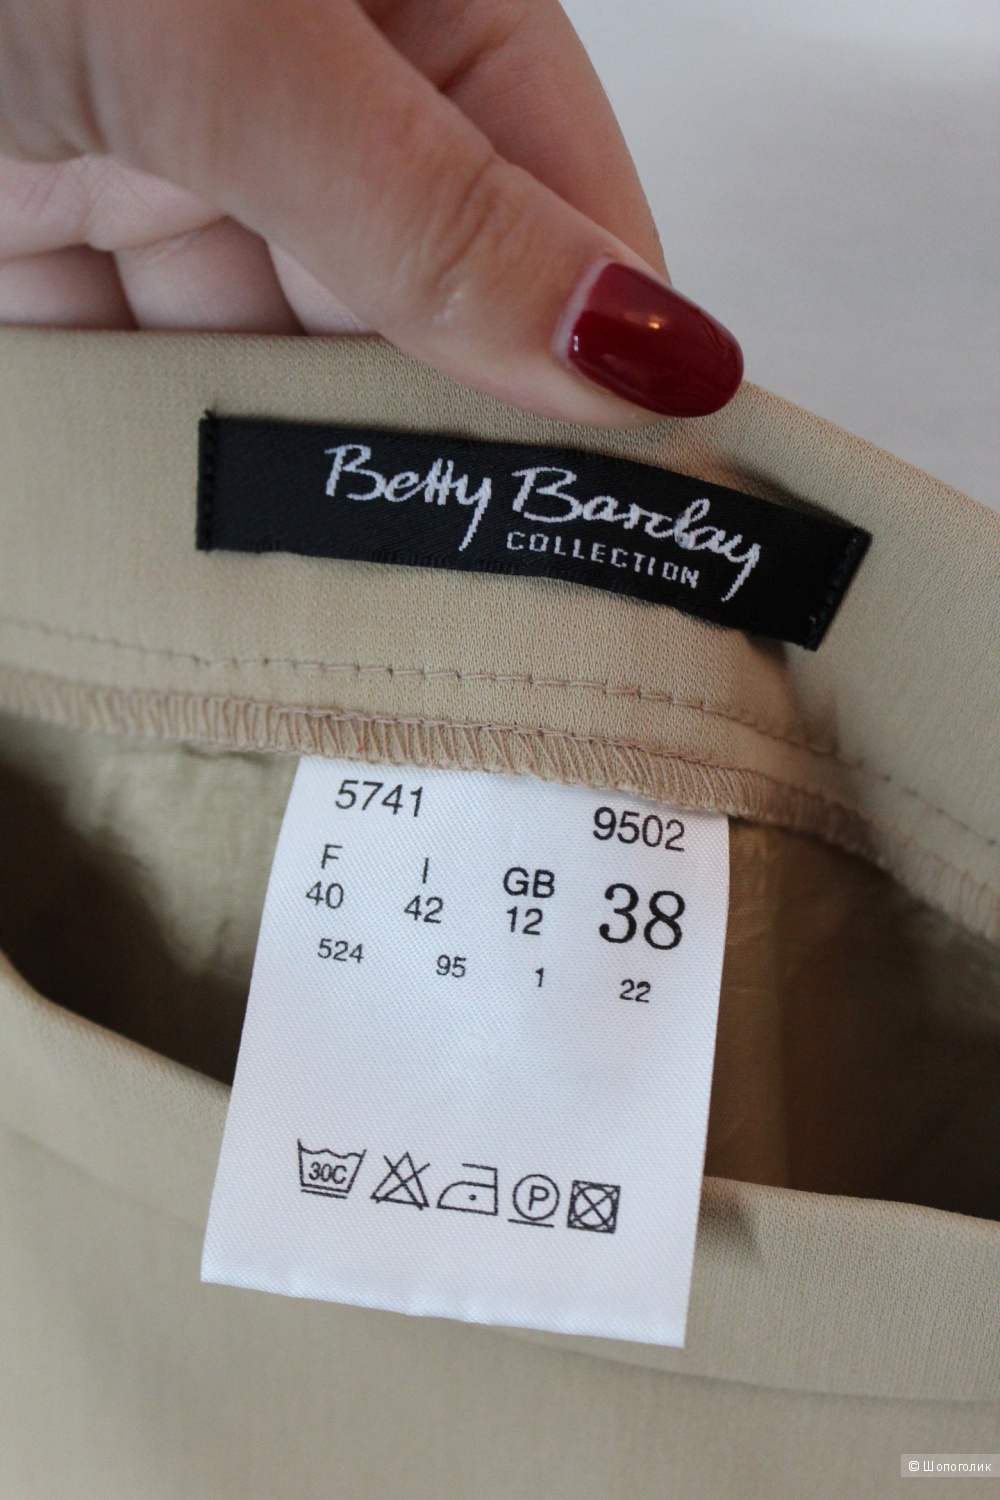 Betty Barclay
COLLECTION
5741 9502
F I GB 38
40 42 12
524 95 1 22
30C P
© Шопоголик